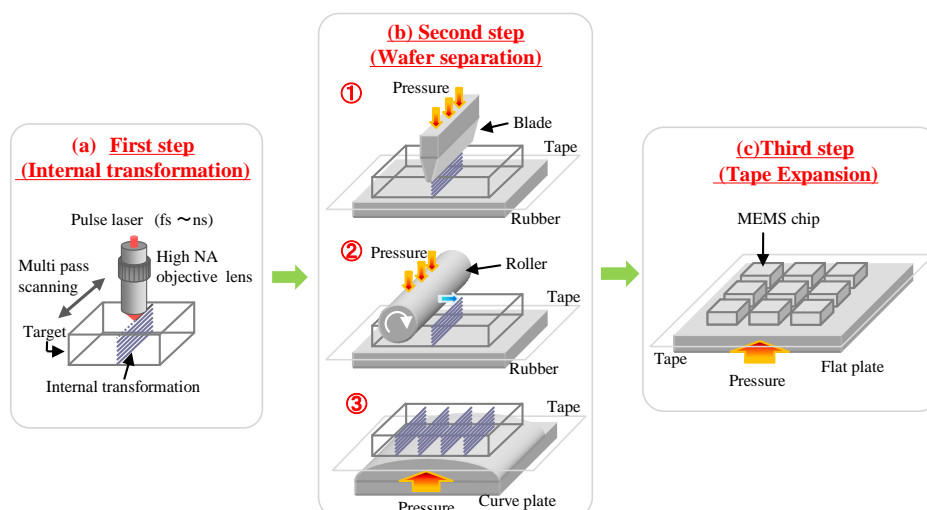 (a) First step
(Internal transformation)
Pulse laser (fs ～ns)
High NA
objective lens
Multi pass
scanning
Target
Internal transformation
(b) Second step
(Wafer separation)
①
Pressure
Blade
Tape
Rubber
②
Pressure
Roller
Tape
Rubber
③
Tape
Pressure
Curve plate
(c)Third step
(Tape Expansion)
MEMS chip
Tape
Pressure
Flat plate